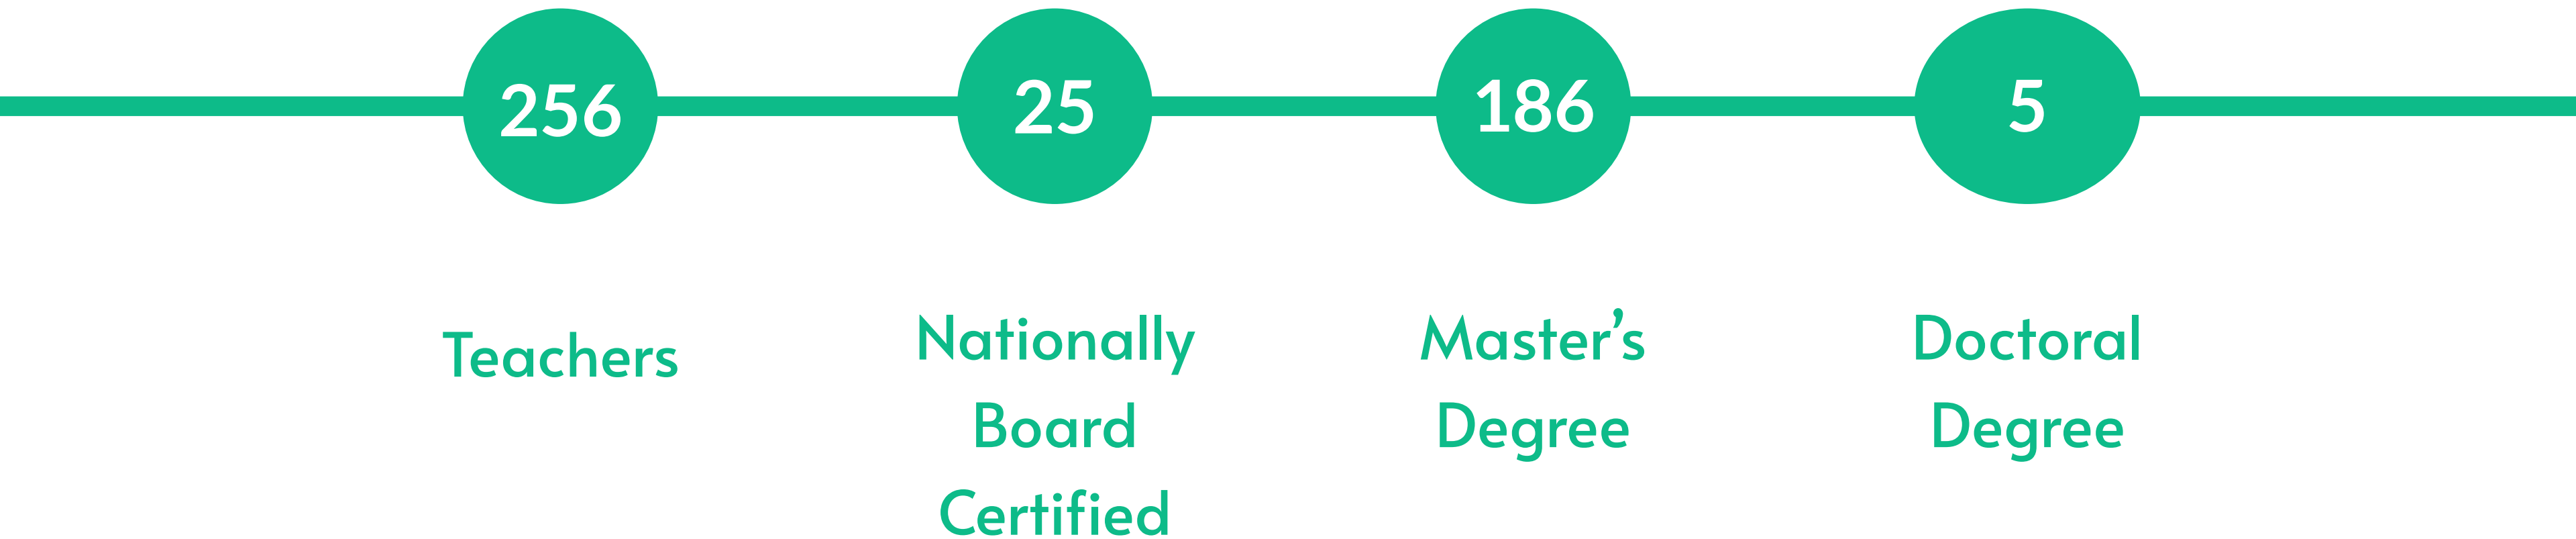 256
Teachers
25
Nationally
Board
Certified
186
Master’s
Degree
5
Doctoral
Degree